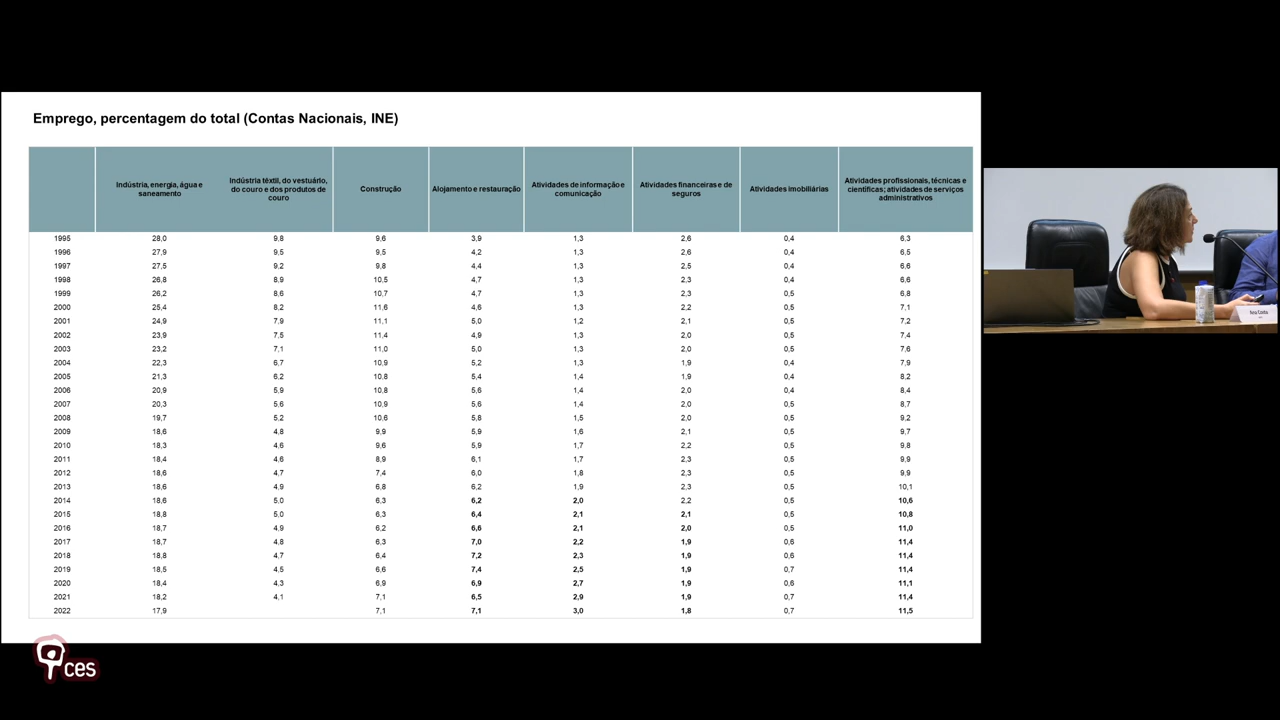 Emprego, percentagem do total (Contas Nacionais, INE)
Indústria, energia, água e saneamento
Indústria têxtil, do vestuário, do couro e dos produtos de couro
Construção
Alojamento e restauração
Atividades de informação e comunicação
Atividades financeiras e de seguros
Atividades imobiliárias
Atividades profissionais, técnicas e científicas; atividades de serviços administrativos
1995 28,0 9,8 9,6 3,9 1,3 2,6 0,4 6,3
1996 27,9 9,5 9,5 4,2 1,3 2,6 0,4 6,5
1997 27,5 9,2 9,8 4,4 1,3 2,5 0,4 6,6
1998 26,8 8,9 10,5 4,7 1,3 2,3 0,4 6,6
1999 26,2 8,6 10,7 4,7 1,3 2,3 0,5 6,8
2000 25,4 8,2 11,6 4,6 1,3 2,2 0,5 7,1
2001 24,9 7,9 11,1 5,0 1,2 2,1 0,5 7,2
2002 23,9 7,5 11,4 4,9 1,3 2,0 0,5 7,4
2003 23,2 7,1 11,0 5,0 1,3 2,0 0,5 7,6
2004 22,3 6,7 10,9 5,2 1,3 1,9 0,4 7,9
2005 21,3 6,2 10,8 5,4 1,4 1,9 0,4 8,2
2006 20,9 5,9 10,8 5,6 1,4 2,0 0,4 8,4
2007 20,3 5,6 10,9 5,6 1,4 2,0 0,5 8,7
2008 19,7 5,2 10,6 5,8 1,5 2,0 0,5 9,2
2009 18,6 4,8 9,9 5,9 1,6 2,1 0,5 9,7
2010 18,3 4,6 9,6 5,9 1,7 2,2 0,5 9,8
2011 18,4 4,6 8,9 6,1 1,7 2,3 0,5 9,9
2012 18,6 4,7 7,4 6,0 1,8 2,3 0,5 9,9
2013 18,6 4,9 6,8 6,2 1,9 2,3 0,5 10,1
2014 18,6 5,0 6,3 6,2 2,0 2,2 0,5 10,6
2015 18,8 5,0 6,3 6,4 2,1 2,1 0,5 10,8
2016 18,7 4,9 6,2 6,6 2,1 2,0 0,5 11,0
2017 18,7 4,8 6,3 7,0 2,2 1,9 0,6 11,4
2018 18,8 4,7 6,4 7,2 2,3 1,9 0,6 11,4
2019 18,5 4,5 6,6 7,4 2,5 1,9 0,7 11,4
2020 18,4 4,3 6,9 6,9 2,7 1,9 0,6 11,1
2021 18,2 4,1 7,1 6,5 2,9 1,9 0,7 11,4
2022 17,9 7,1 7,1 3,0 1,8 0,7 11,5
ces